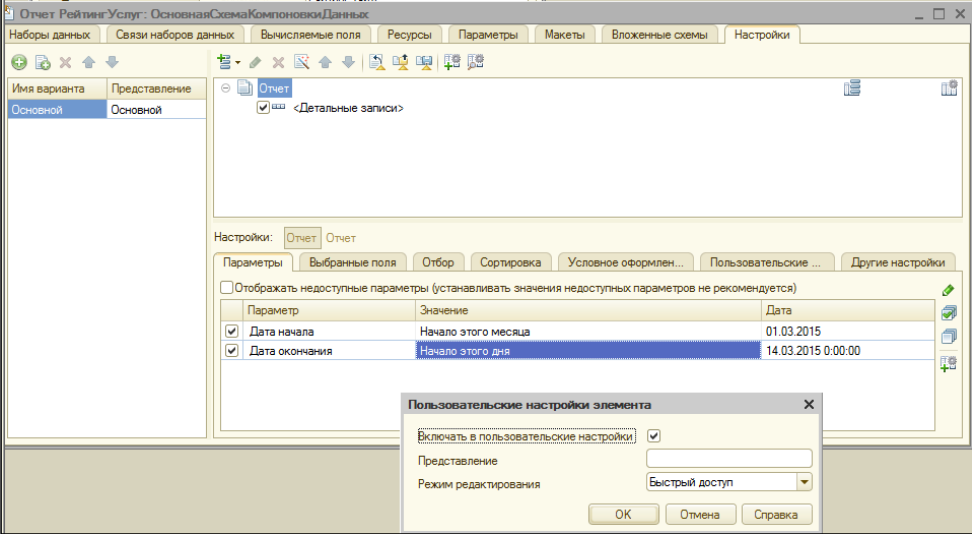 Отчет РейтингУслуг: ОсновнаяСхемаКомпоновкиДанных
Наборы данных Связи наборов данных Вычисляемые поля Ресурсы Параметры Макеты Вложенные схемы Настройки
Имя варианта Представление
Основной Основной
Отчет
<Детальные записи>
Настройки: Отчет Отчет
Параметры Выбранные поля Отбор Сортировка Условное оформлен... Пользовательские ... Другие настройки
Отображать недоступные параметры (устанавливать значения недоступных параметров не рекомендуется)
Параметр Значение Дата
Дата начала Начало этого месяца 01.03.2015
Дата окончания Начало этого дня 14.03.2015 0:00:00
Пользовательские настройки элемента
Включать в пользовательские настройки
Представление
Режим редактирования Быстрый доступ
OK Отмена Справка